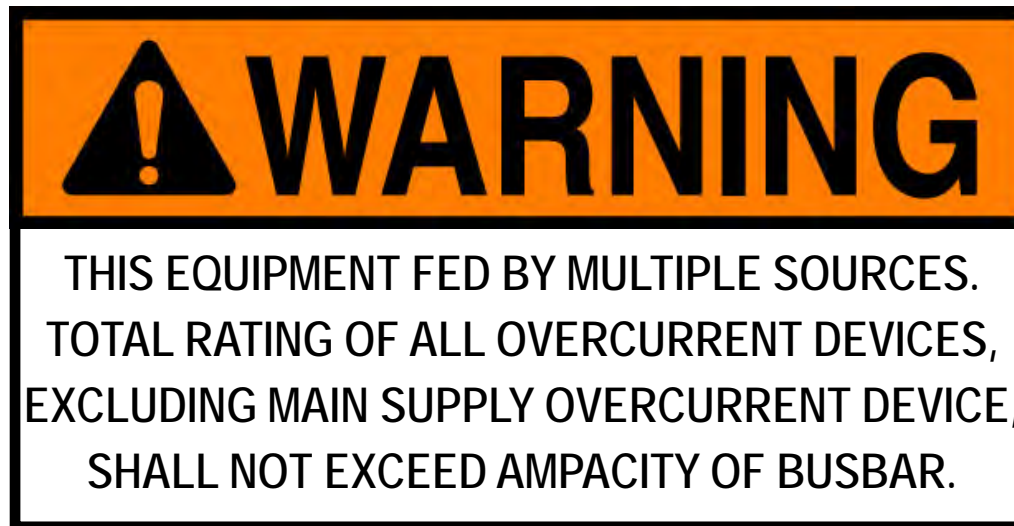 WARNING
THIS EQUIPMENT FED BY MULTIPLE SOURCES.
TOTAL RATING OF ALL OVERCURRENT DEVICES,
EXCLUDING MAIN SUPPLY OVERCURRENT DEVICE,
SHALL NOT EXCEED AMPACITY OF BUSBAR.